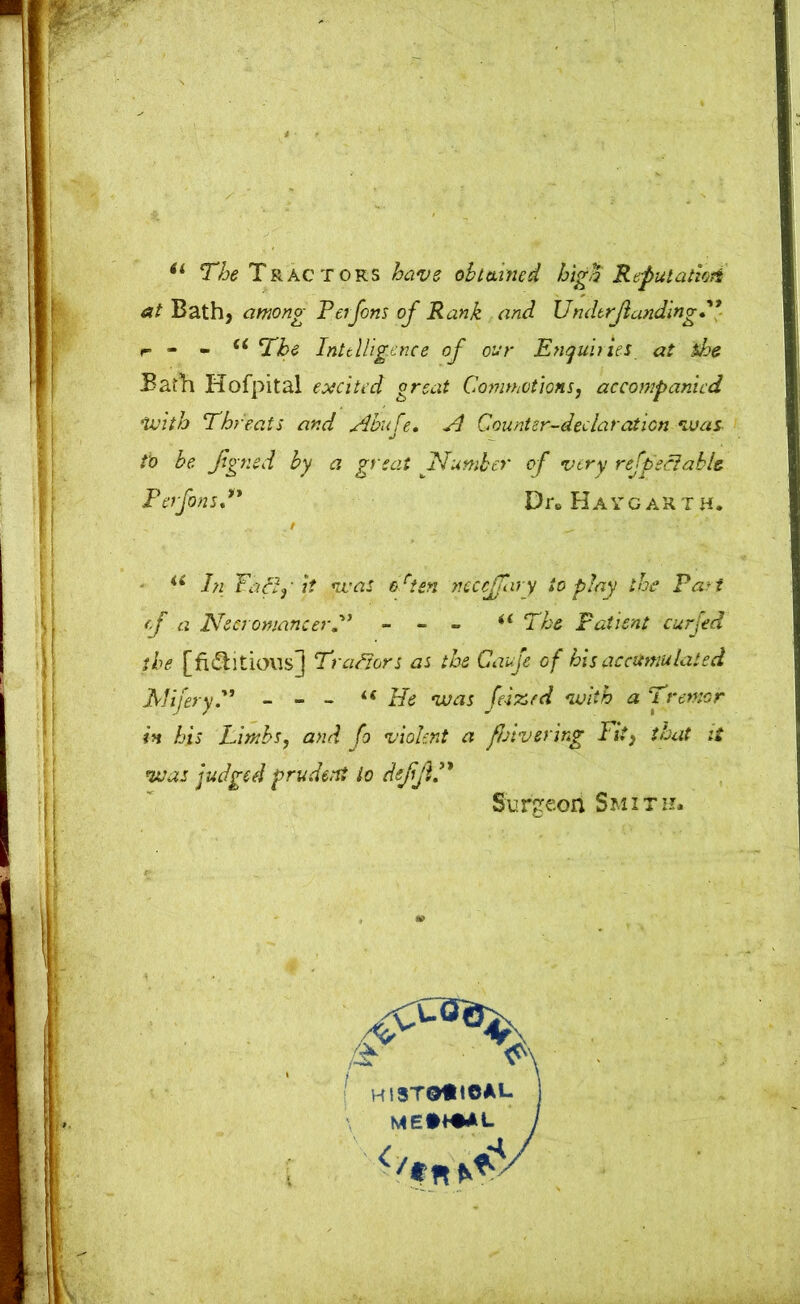 “ The TRACTORS have obtained high Reputation
at Bath, among Perſons of Rank and Underſtanding.”
- - - “ The Intelligence of our Enquiries at the
Bath Hoſpital excited great Commotions, accompanied
with Threats and Abuſe. A Counter-declaration was
to be ſigned by a great Number of very reſpectable
Perſons.” Dr. HAYGARTH.
“ In Fact, it was often neceſſary to play the Part
of a Necromancer.” - - - “ The Patient curſed
the [fictitious] Tractors as the Cauſe of his accumulated
Miſery.” - - - “ He was ſeized with a Tremor
in his Limbs, and ſo violent a ſhivering Fit, that it
was judged prudent to deſiſt.”
Surgeon SMITH.
HISTORICAL
MEDICAL